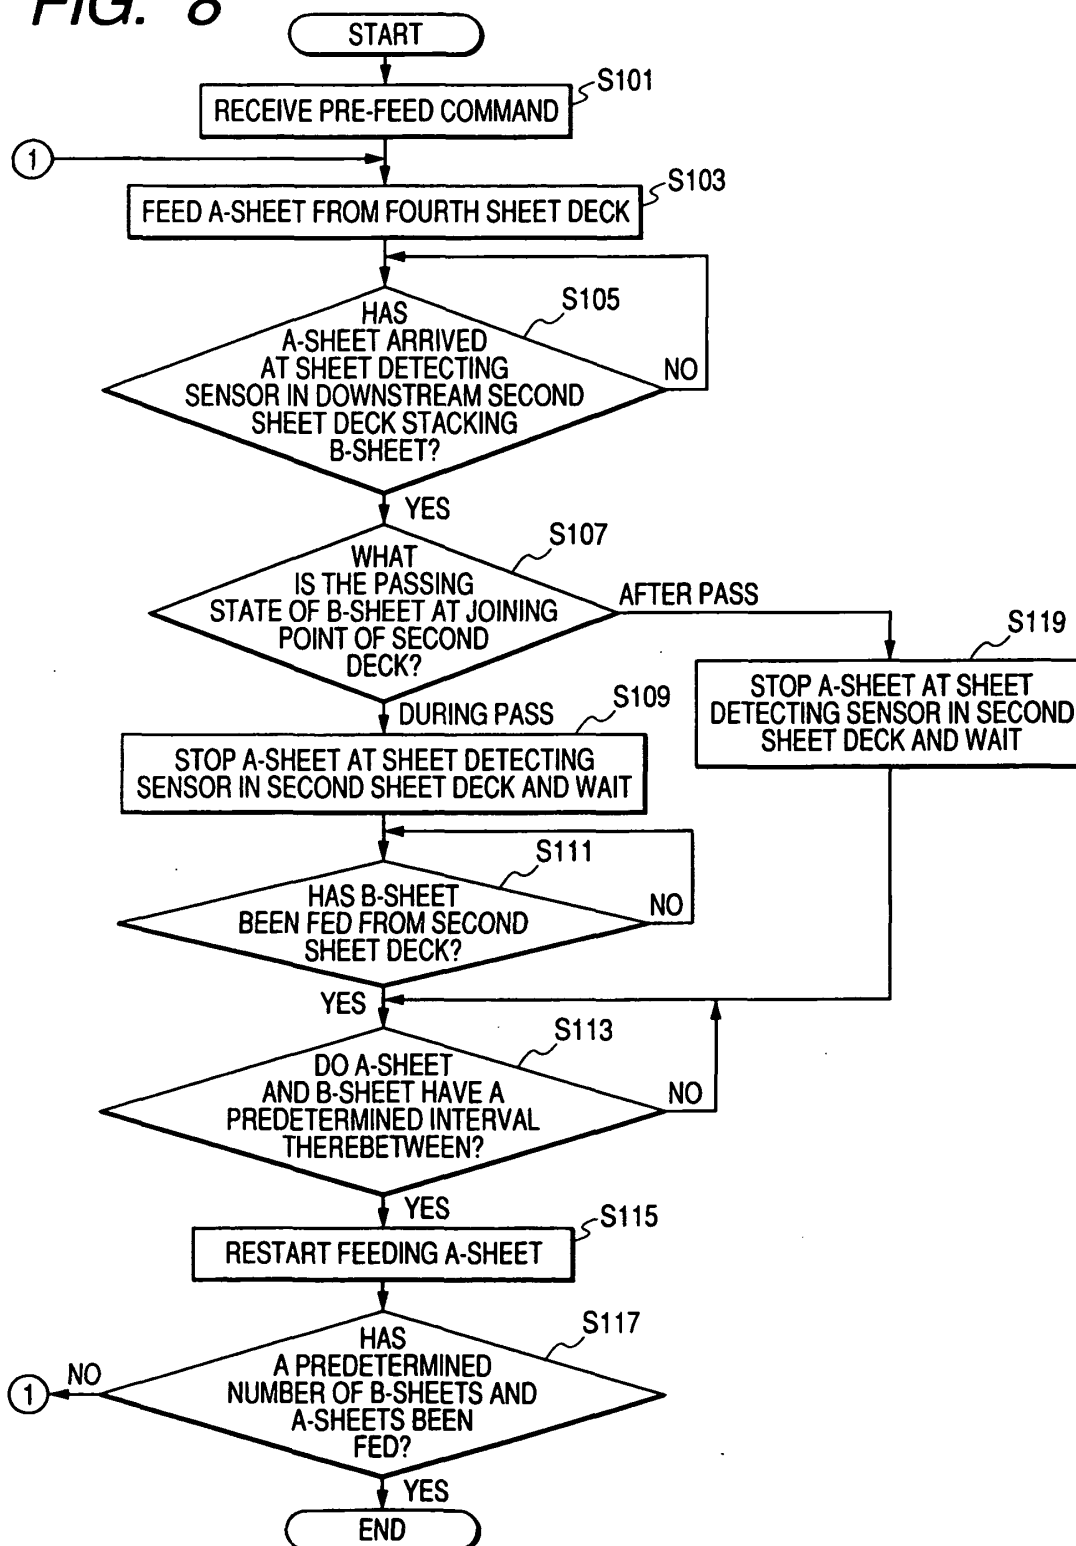 FIG. 8
START
S101
RECEIVE PRE-FEED COMMAND
1
S103
FEED A-SHEET FROM FOURTH SHEET DECK
S105
HAS
A-SHEET ARRIVED
AT SHEET DETECTING
SENSOR IN DOWNSTREAM SECOND
SHEET DECK STACKING
B-SHEET?
NO
YES
S107
WHAT
IS THE PASSING
STATE OF B-SHEET AT JOINING
POINT OF SECOND
DECK?
AFTER PASS
S119
STOP A-SHEET AT SHEET
DETECTING SENSOR IN SECOND
SHEET DECK AND WAIT
DURING PASS
S109
STOP A-SHEET AT SHEET DETECTING
SENSOR IN SECOND SHEET DECK AND WAIT
S111
HAS B-SHEET
BEEN FED FROM SECOND
SHEET DECK?
NO
YES
S113
DO A-SHEET
AND B-SHEET HAVE A
PREDETERMINED INTERVAL
THEREBETWEEN?
NO
YES
S115
RESTART FEEDING A-SHEET
S117
HAS
A PREDETERMINED
NUMBER OF B-SHEETS AND
A-SHEETS BEEN
FED?
NO
1
YES
END